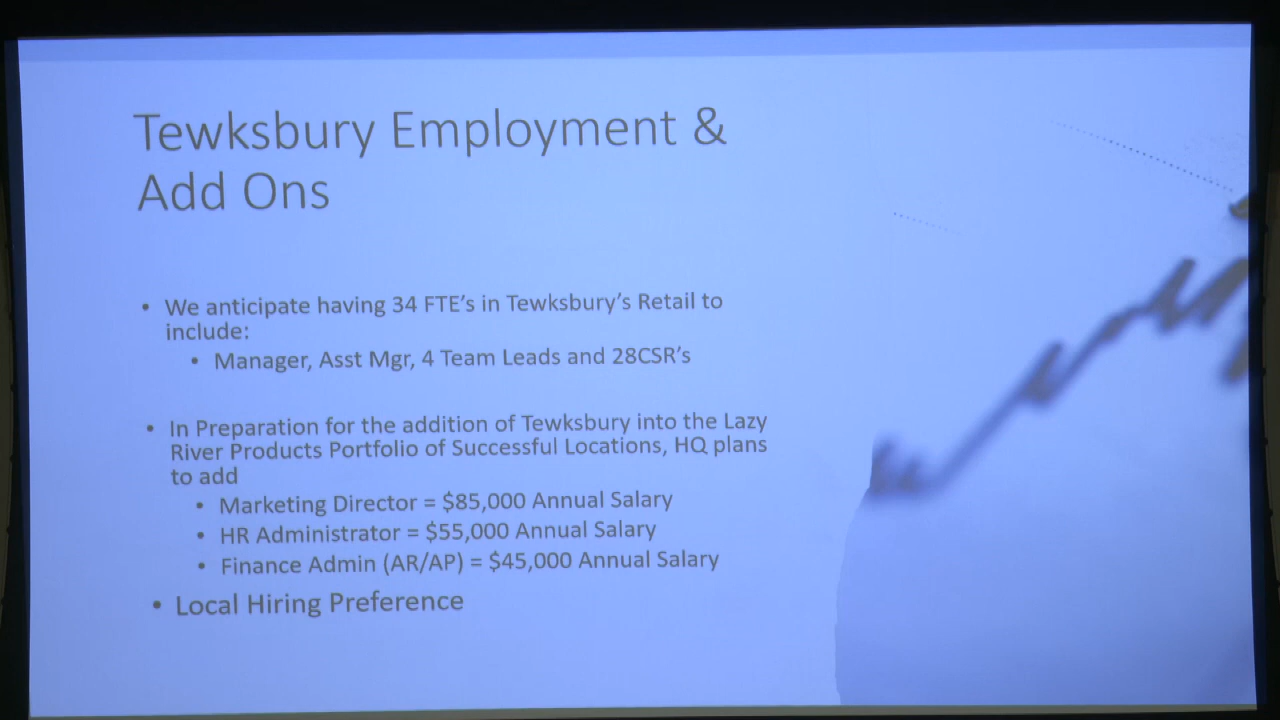 Tewksbury Employment &
Add Ons
• We anticipate having 34 FTE's in Tewksbury's Retail to
include:
• Manager, Asst Mgr, 4 Team Leads and 28CSR's
• In Preparation for the addition of Tewksbury into the Lazy
River Products Portfolio of Successful Locations, HQ plans
to add
• Marketing Director = $85,000 Annual Salary
• HR Administrator = $55,000 Annual Salary
• Finance Admin (AR/AP) = $45,000 Annual Salary
• Local Hiring Preference